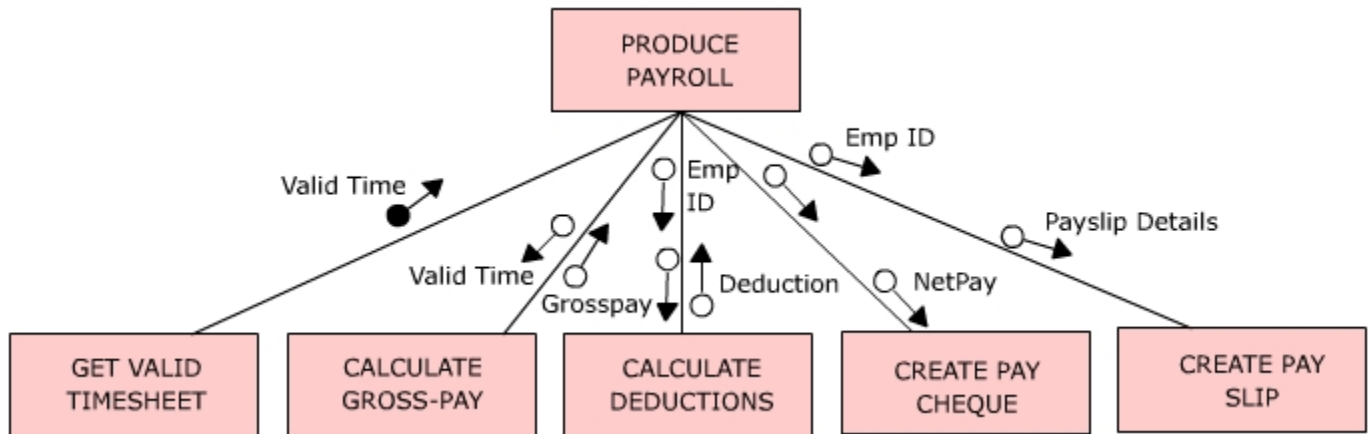 PRODUCE
PAYROLL
Emp ID
Valid Time
Emp
ID
Payslip Details
Valid Time
Grosspay
Deduction
NetPay
GET VALID
TIMESHEET
CALCULATE
GROSS-PAY
CALCULATE
DEDUCTIONS
CREATE PAY
CHEQUE
CREATE PAY
SLIP